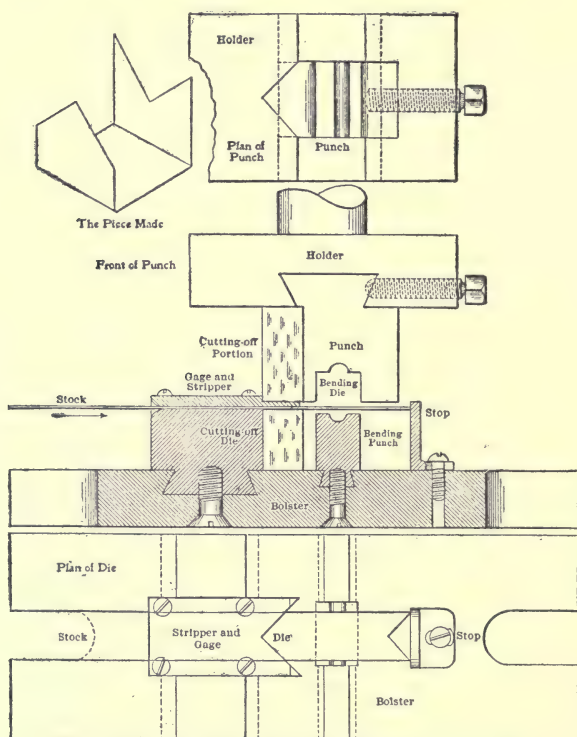 Holder
Plan of
Punch
Punch
The Piece Made
Front of Punch
Holder
Cutting-off
Portion
Punch
Gage and
Stripper
Bending
Die
Stock
Stop
Cutting-off
Die
Bending
Punch
Bolster
Plan of Die
Stock
Stripper and
Gage
Die
Stop
Bolster